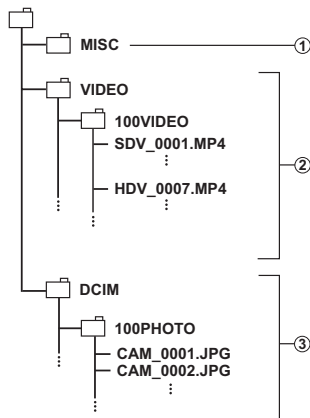 MISC ①
VIDEO
100VIDEO
SDV_0001.MP4
②
HDV_0007.MP4
DCIM
100PHOTO
③
CAM_0001.JPG
CAM_0002.JPG